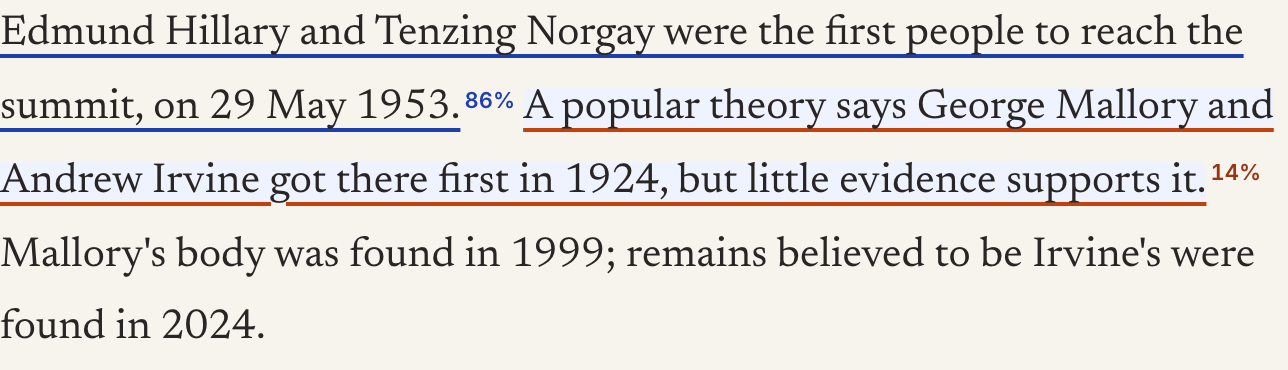 Edmund Hillary and Tenzing Norgay were the first people to reach the
summit, on 29 May 1953. 86% A popular theory says George Mallory and
Andrew Irvine got there first in 1924, but little evidence supports it. 14%
Mallory's body was found in 1999; remains believed to be Irvine's were
found in 2024.